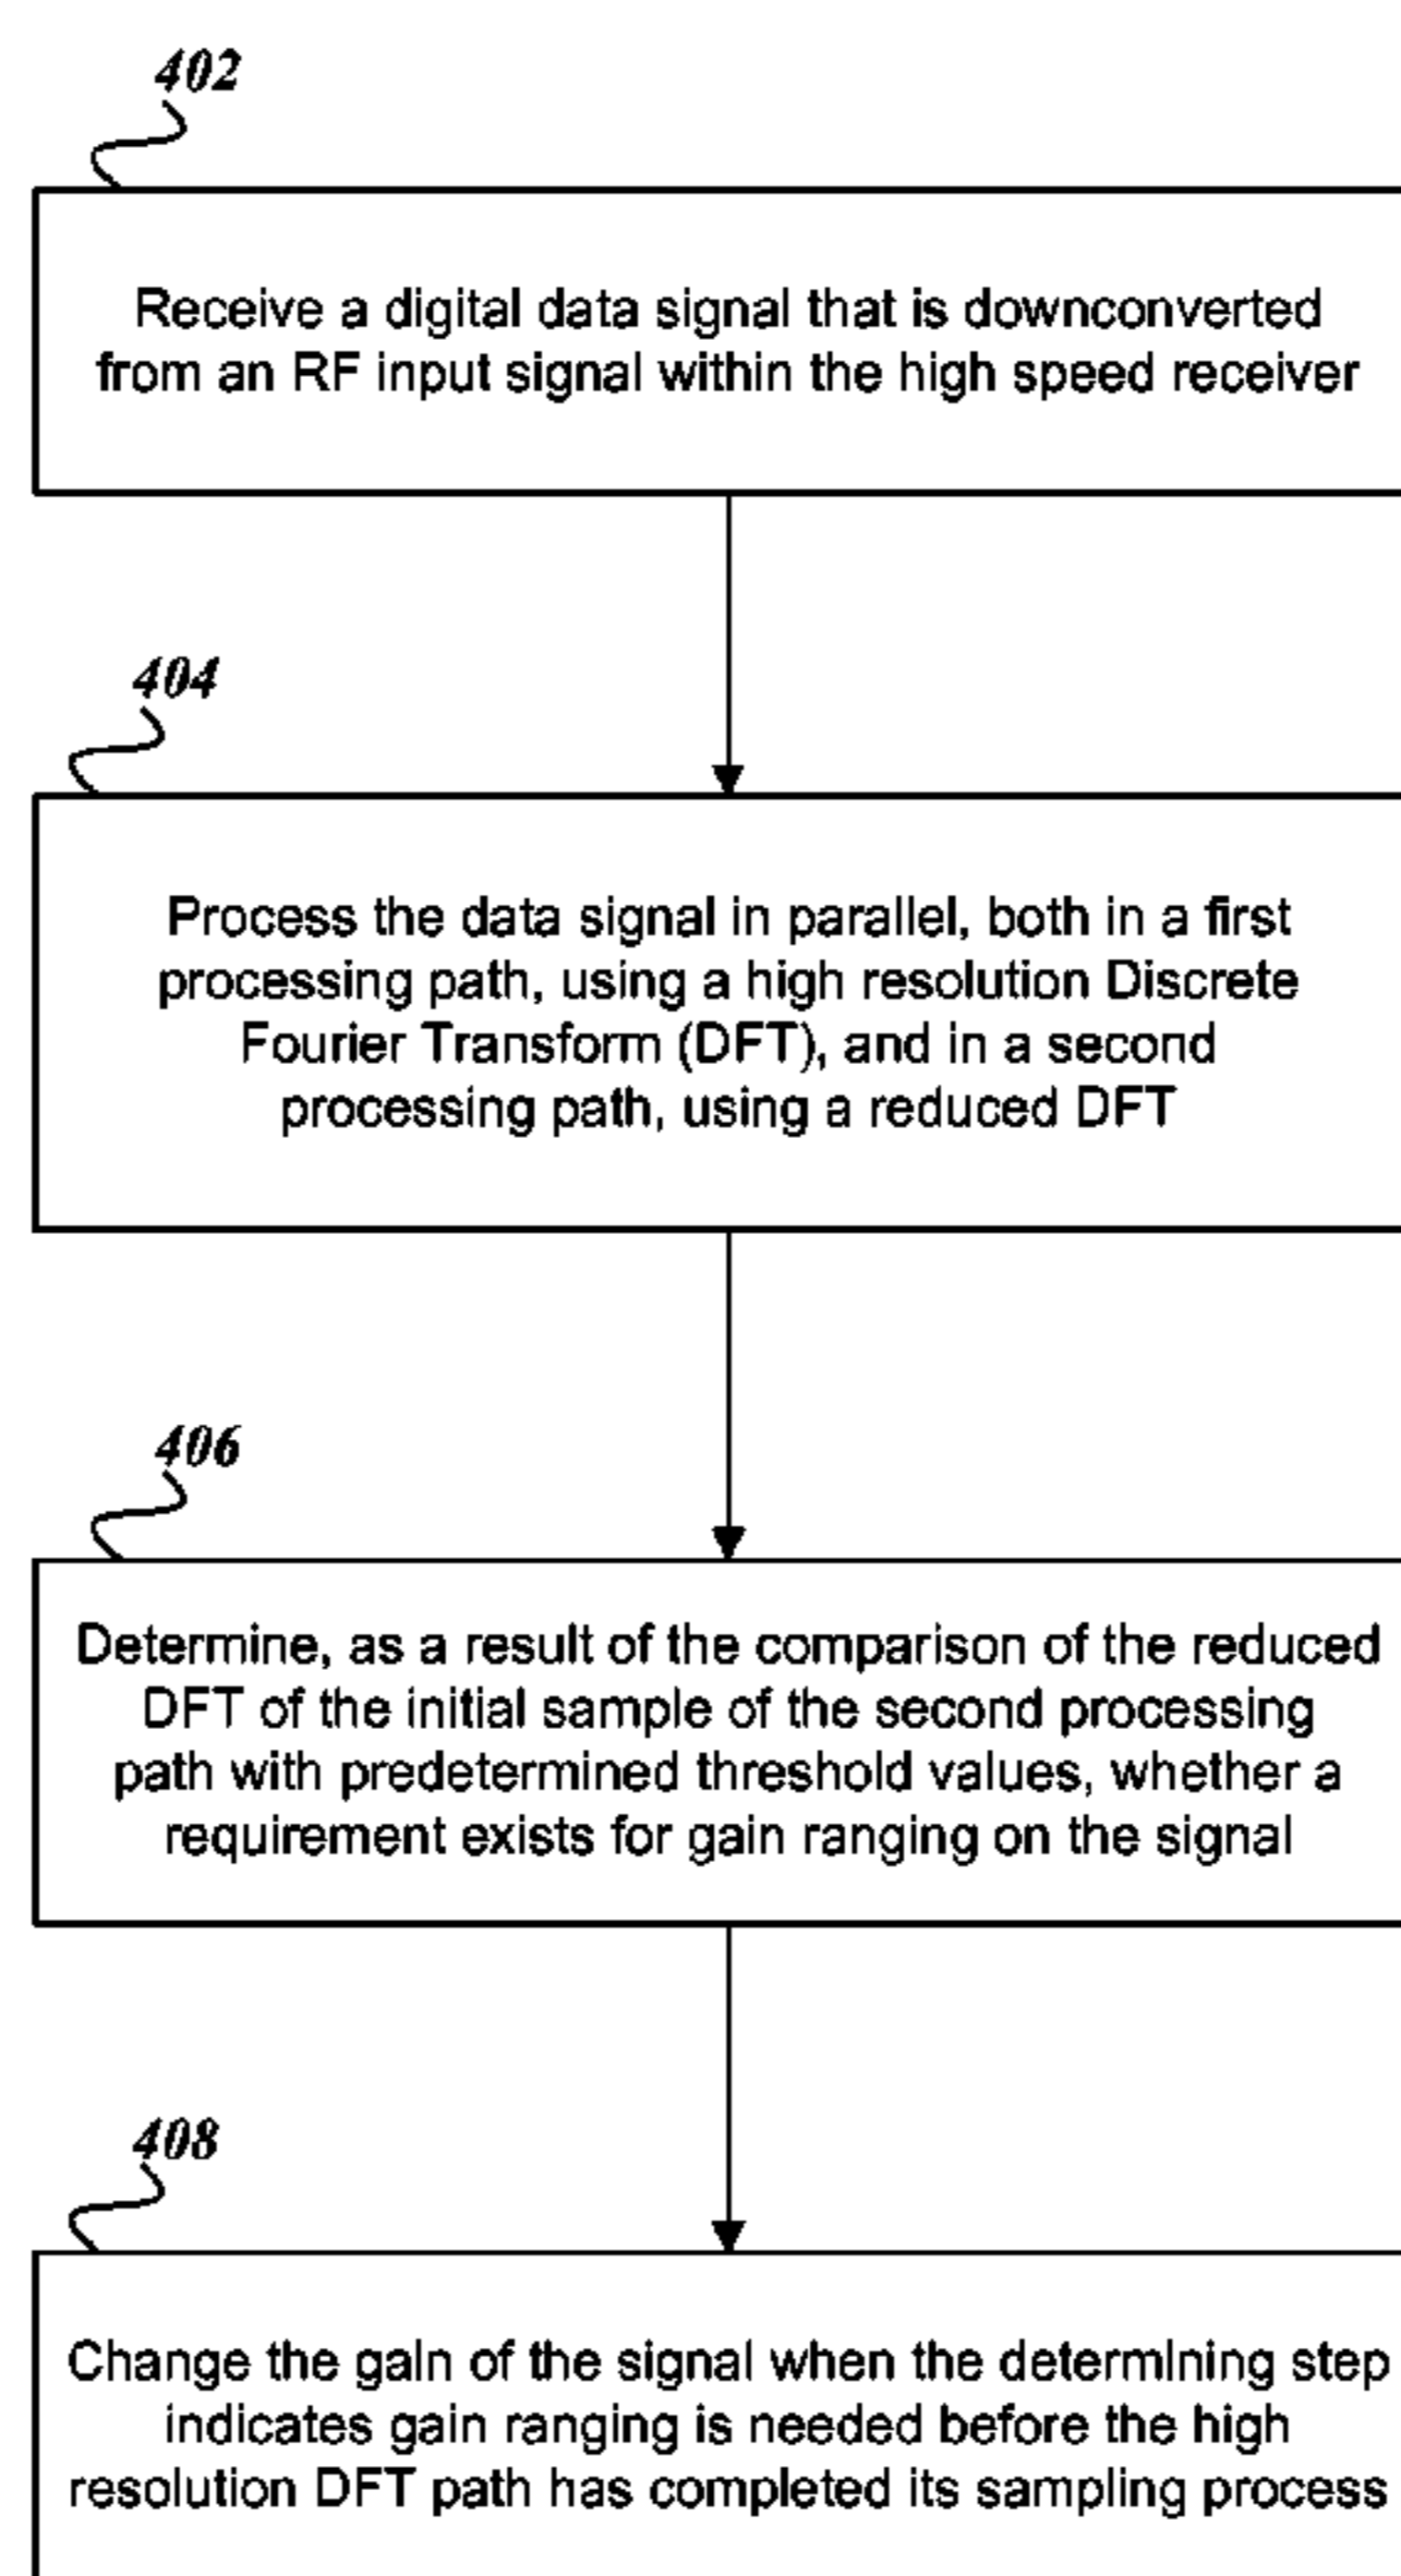 402
Receive a digital data signal that is downconverted
from an RF input signal within the high speed receiver
404
Process the data signal in parallel, both in a first
processing path, using a high resolution Discrete
Fourier Transform (DFT), and in a second
processing path, using a reduced DFT
406
Determine, as a result of the comparison of the reduced
DFT of the initial sample of the second processing
path with predetermined threshold values, whether a
requirement exists for gain ranging on the signal
408
Change the gain of the signal when the determining step
indicates gain ranging is needed before the high
resolution DFT path has completed its sampling process